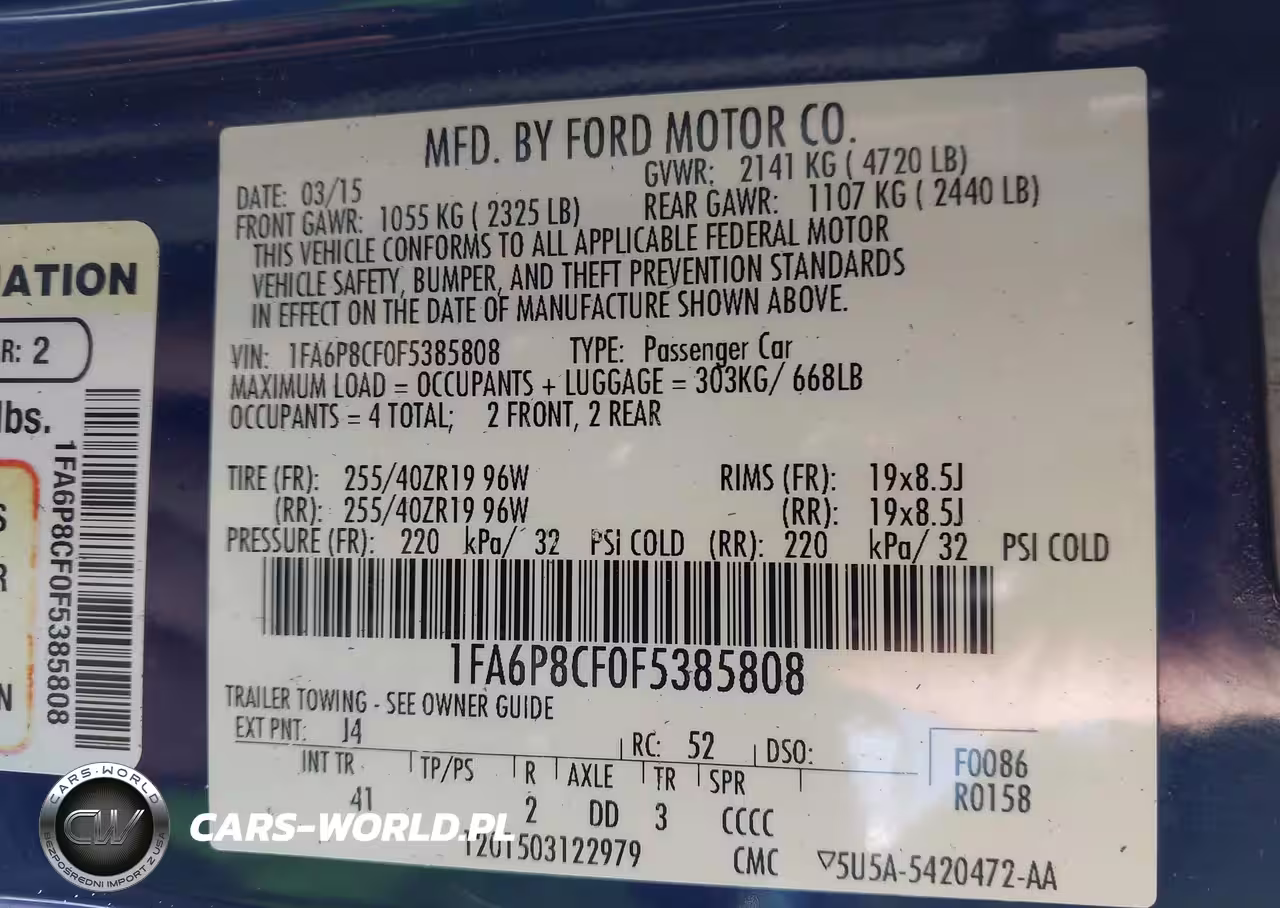 MFD. BY FORD MOTOR CO.
DATE: 03/15 GVWR: 2141 KG ( 4720 LB)
FRONT GAWR: 1055 KG ( 2325 LB) REAR GAWR: 1107 KG ( 2440 LB)
THIS VEHICLE CONFORMS TO ALL APPLICABLE FEDERAL MOTOR
VEHICLE SAFETY, BUMPER, AND THEFT PREVENTION STANDARDS
IN EFFECT ON THE DATE OF MANUFACTURE SHOWN ABOVE.
VIN: 1FA6P8CF0F5385808 TYPE: Passenger Car
MAXIMUM LOAD = OCCUPANTS + LUGGAGE = 303KG/ 668LB
OCCUPANTS = 4 TOTAL; 2 FRONT, 2 REAR
TIRE (FR): 255/40ZR19 96W RIMS (FR): 19x8.5J
(RR): 255/40ZR19 96W (RR): 19x8.5J
PRESSURE (FR): 220 kPa/ 32 PSI COLD (RR): 220 kPa/ 32 PSI COLD
1FA6P8CF0F5385808
TRAILER TOWING - SEE OWNER GUIDE
EXT PNT: J4 RC: 52 DSO:
INT TR TP/PS R AXLE TR SPR
41 2 DD 3 CCCC
F0086
R0158
1201503122979 CMC ▽5U5A-5420472-AA
ATION
R: 2
lbs.
1FA6P8CF0F5385808
S
R
N
CARS-WORLD
CW
BEZPOŚREDNI IMPORT Z USA
CARS-WORLD.PL